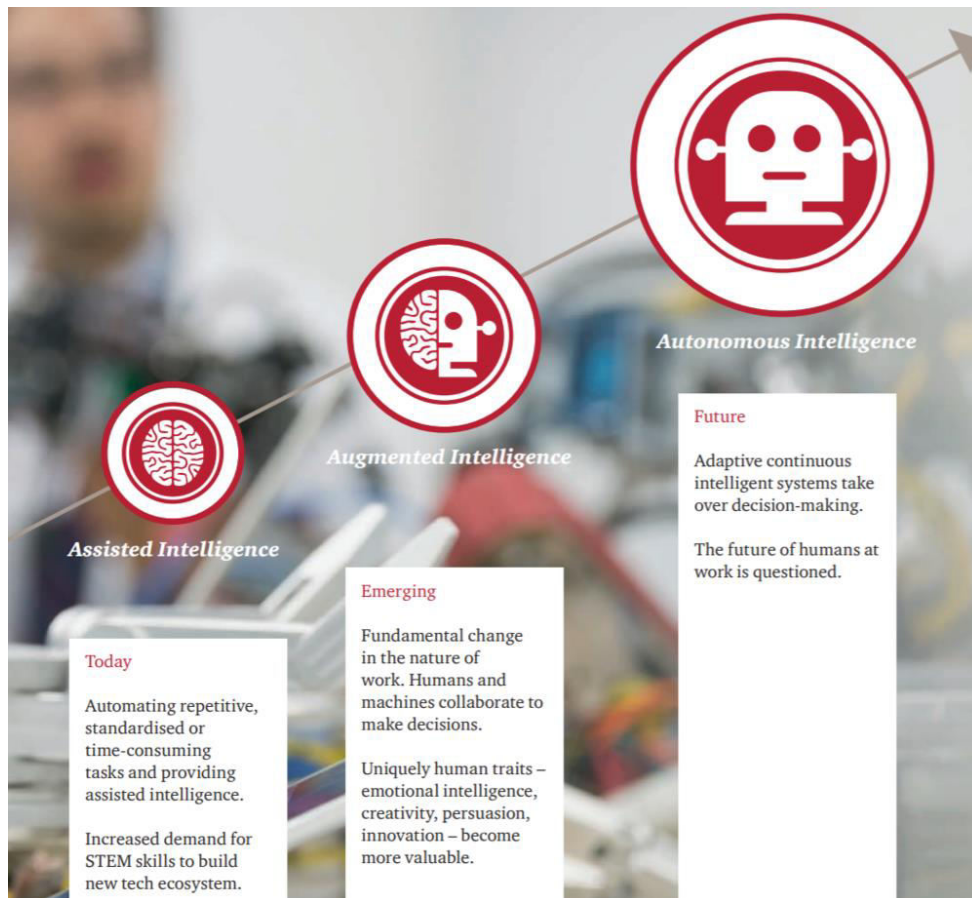 Autonomous Intelligence
Augmented Intelligence
Assisted Intelligence
Today
Automating repetitive,
standardised or
time-consuming
tasks and providing
assisted intelligence.
Increased demand for
STEM skills to build
new tech ecosystem.
Emerging
Fundamental change
in the nature of
work. Humans and
machines collaborate to
make decisions.
Uniquely human traits –
emotional intelligence,
creativity, persuasion,
innovation – become
more valuable.
Future
Adaptive continuous
intelligent systems take
over decision-making.
The future of humans at
work is questioned.